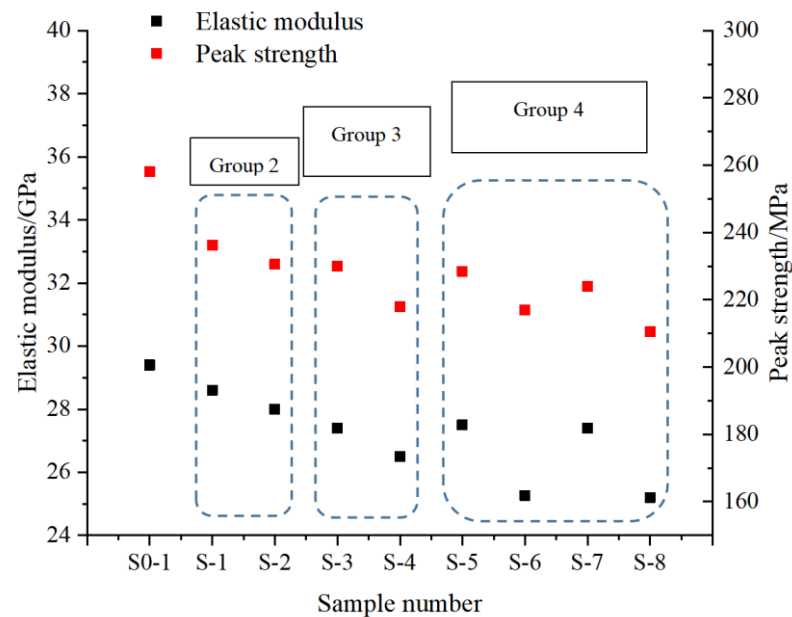 Elastic modulus
Peak strength
Group 2
Group 3
Group 4
Elastic modulus/GPa
40
38
36
34
32
30
28
26
24
Peak strength/MPa
300
280
260
240
220
200
180
160
S0-1 S-1 S-2 S-3 S-4 S-5 S-6 S-7 S-8
Sample number